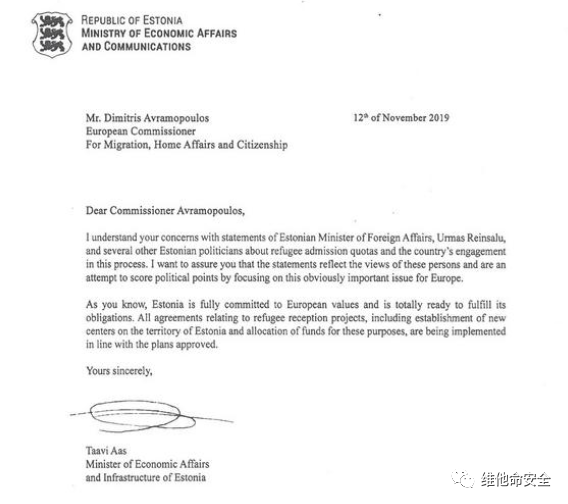 REPUBLIC OF ESTONIA
MINISTRY OF ECONOMIC AFFAIRS
AND COMMUNICATIONS
Mr. Dimitris Avramopoulos 12th of November 2019
European Commissioner
For Migration, Home Affairs and Citizenship
Dear Commissioner Avramopoulos,
I understand your concerns with statements of Estonian Minister of Foreign Affairs, Urmas Reinsalu,
and several other Estonian politicians about refugee admission quotas and the country's engagement
in this process. I want to assure you that the statements reflect the views of these persons and are an
attempt to score political points by focusing on this obviously important issue for Europe.
As you know, Estonia is fully committed to European values and is totally ready to fulfill its
obligations. All agreements relating to refugee reception projects, including establishment of new
centers on the territory of Estonia and allocation of funds for these purposes, are being implemented
in line with the plans approved.
Yours sincerely,
Taavi Aas
Minister of Economic Affairs
and Infrastructure of Estonia
维他命安全